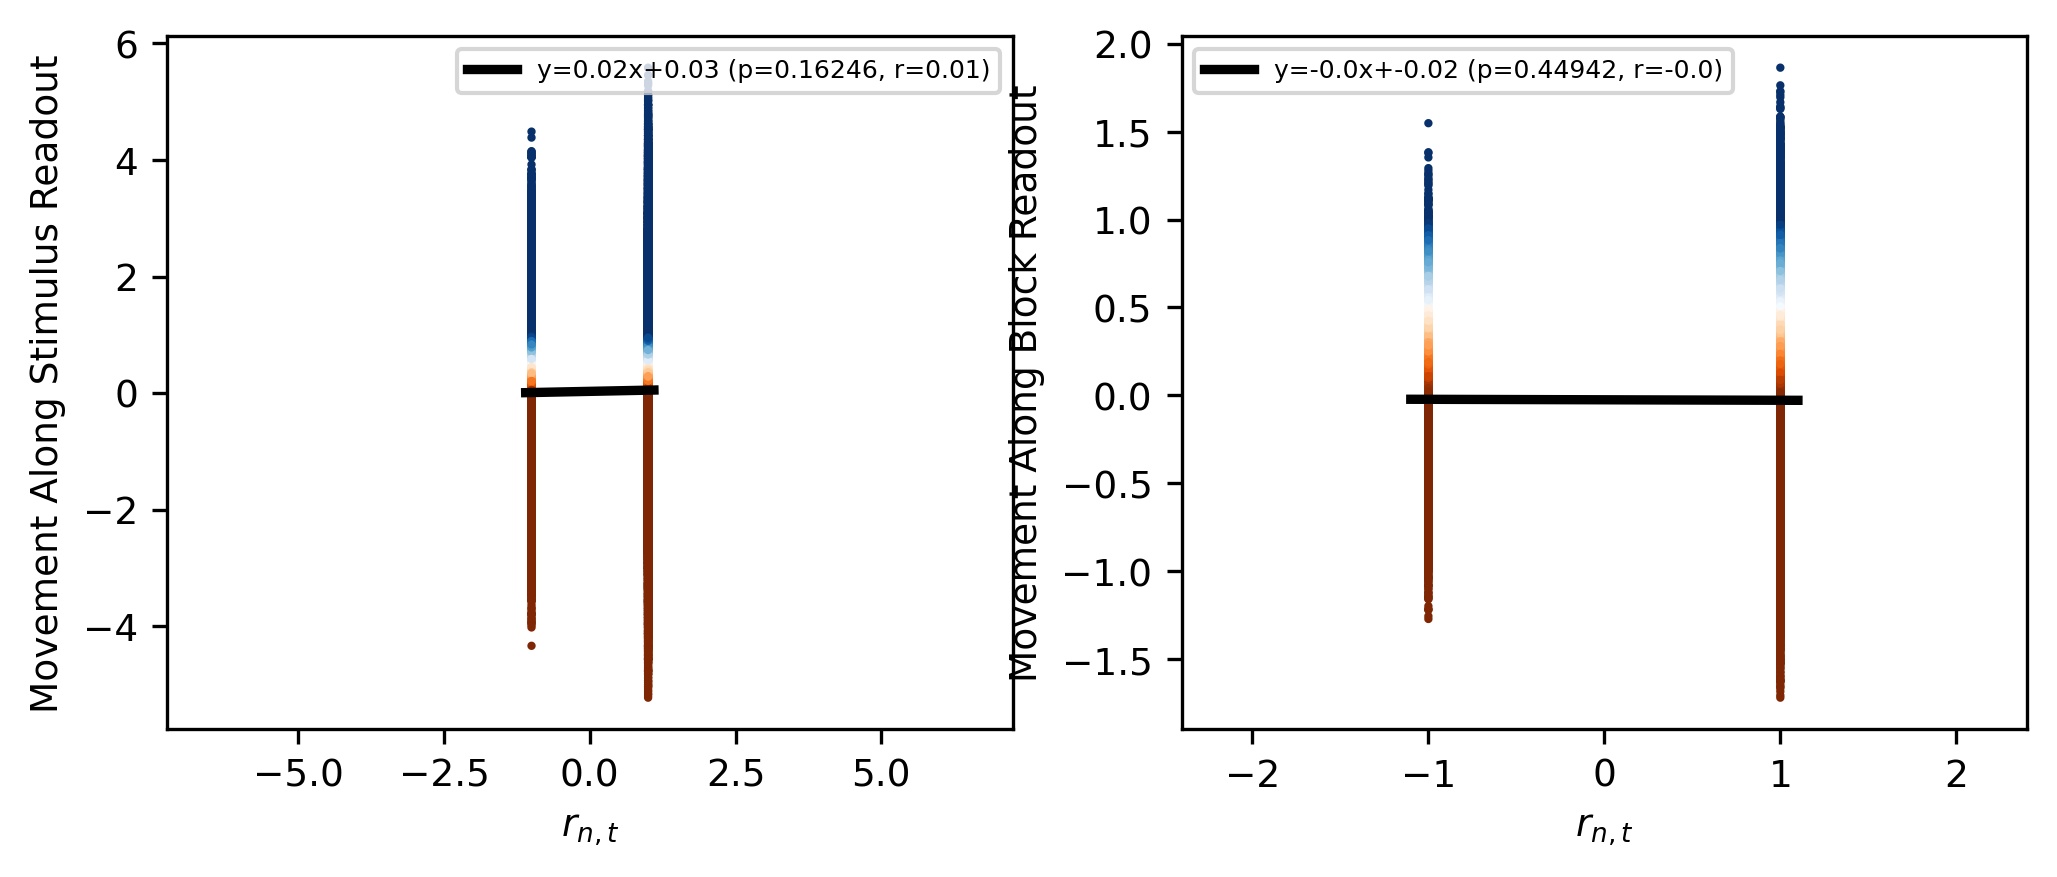 Movement Along Stimulus Readout
6
4
2
0
−2
−4
y=0.02x+0.03 (p=0.16246, r=0.01)
−5.0 −2.5 0.0 2.5 5.0
r_{n,t}
Movement Along Block Readout
2.0
1.5
1.0
0.5
0.0
−0.5
−1.0
−1.5
y=-0.0x+-0.02 (p=0.44942, r=-0.0)
−2 −1 0 1 2
r_{n,t}